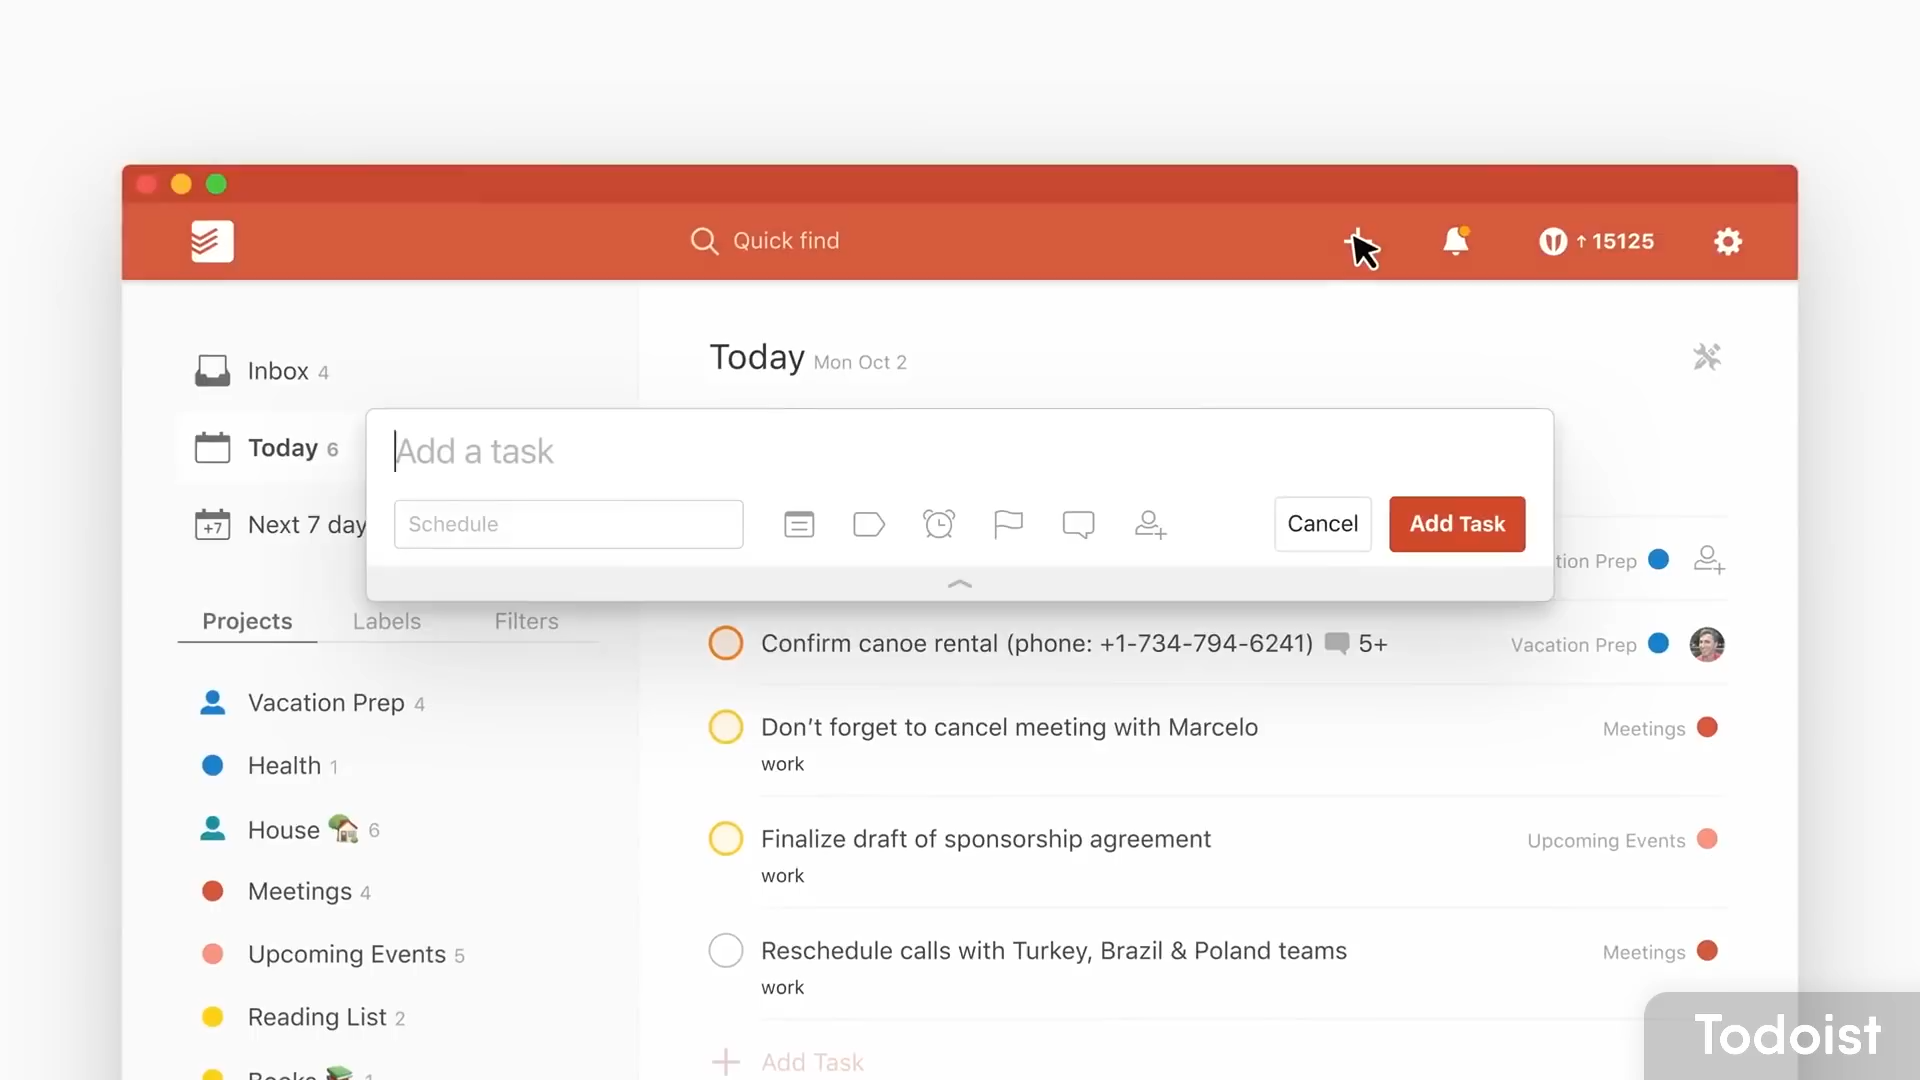 Quick find
↑ 15125
Inbox 4
Today 6
+7 Next 7 day
Projects Labels Filters
Vacation Prep 4
Health 1
House 6
Meetings 4
Upcoming Events 5
Reading List 2
Books 1
Today Mon Oct 2
Add a task
Schedule
Cancel
Add Task
tion Prep
Confirm canoe rental (phone: +1-734-794-6241) 5+
Vacation Prep
Don’t forget to cancel meeting with Marcelo
Meetings
work
Finalize draft of sponsorship agreement
Upcoming Events
work
Reschedule calls with Turkey, Brazil & Poland teams
Meetings
work
+ Add Task
Todoist